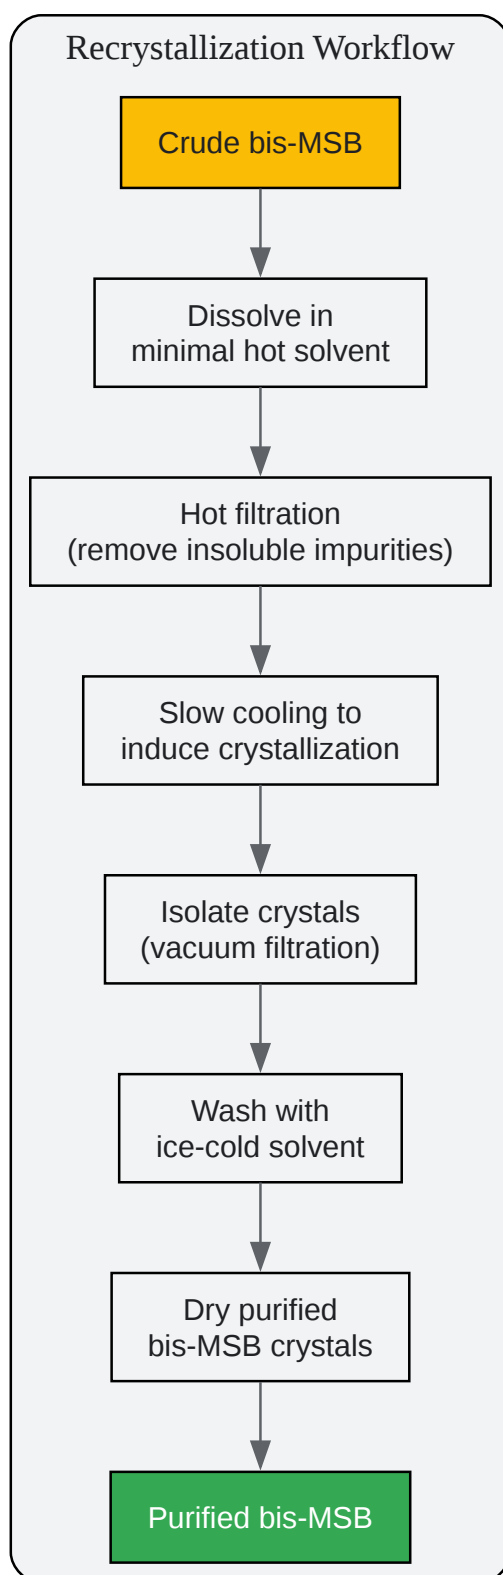 Recrystallization Workflow
Crude bis-MSB
Dissolve in
minimal hot solvent
Hot filtration
(remove insoluble impurities)
Slow cooling to
induce crystallization
Isolate crystals
(vacuum filtration)
Wash with
ice-cold solvent
Dry purified
bis-MSB crystals
Purified bis-MSB